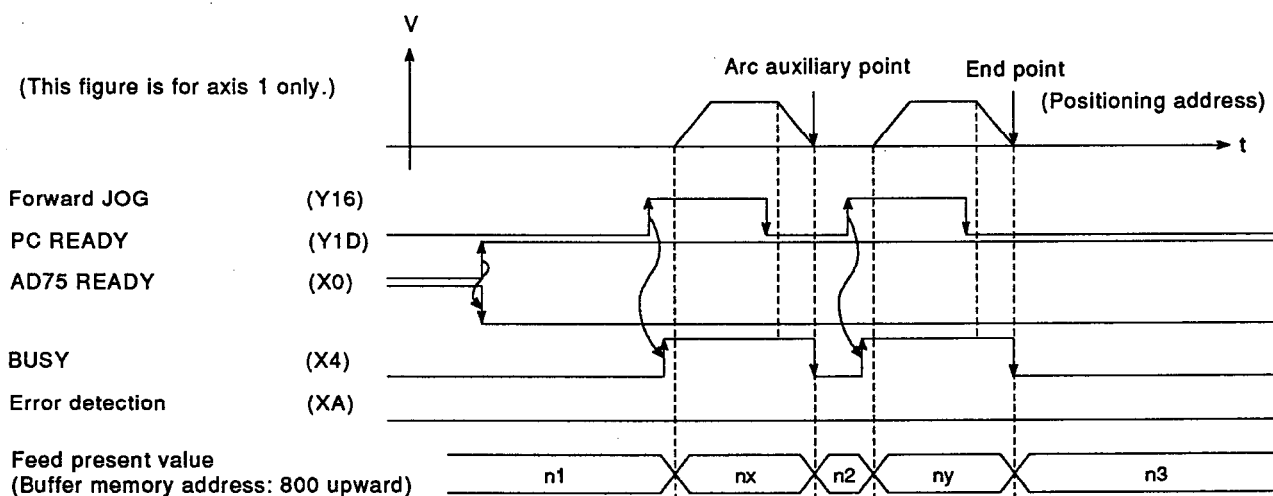 V
(This figure is for axis 1 only.)
Arc auxiliary point
End point
(Positioning address)
t
Forward JOG (Y16)
PC READY (Y1D)
AD75 READY (X0)
BUSY (X4)
Error detection (XA)
Feed present value
(Buffer memory address: 800 upward)
n1 nx n2 ny n3